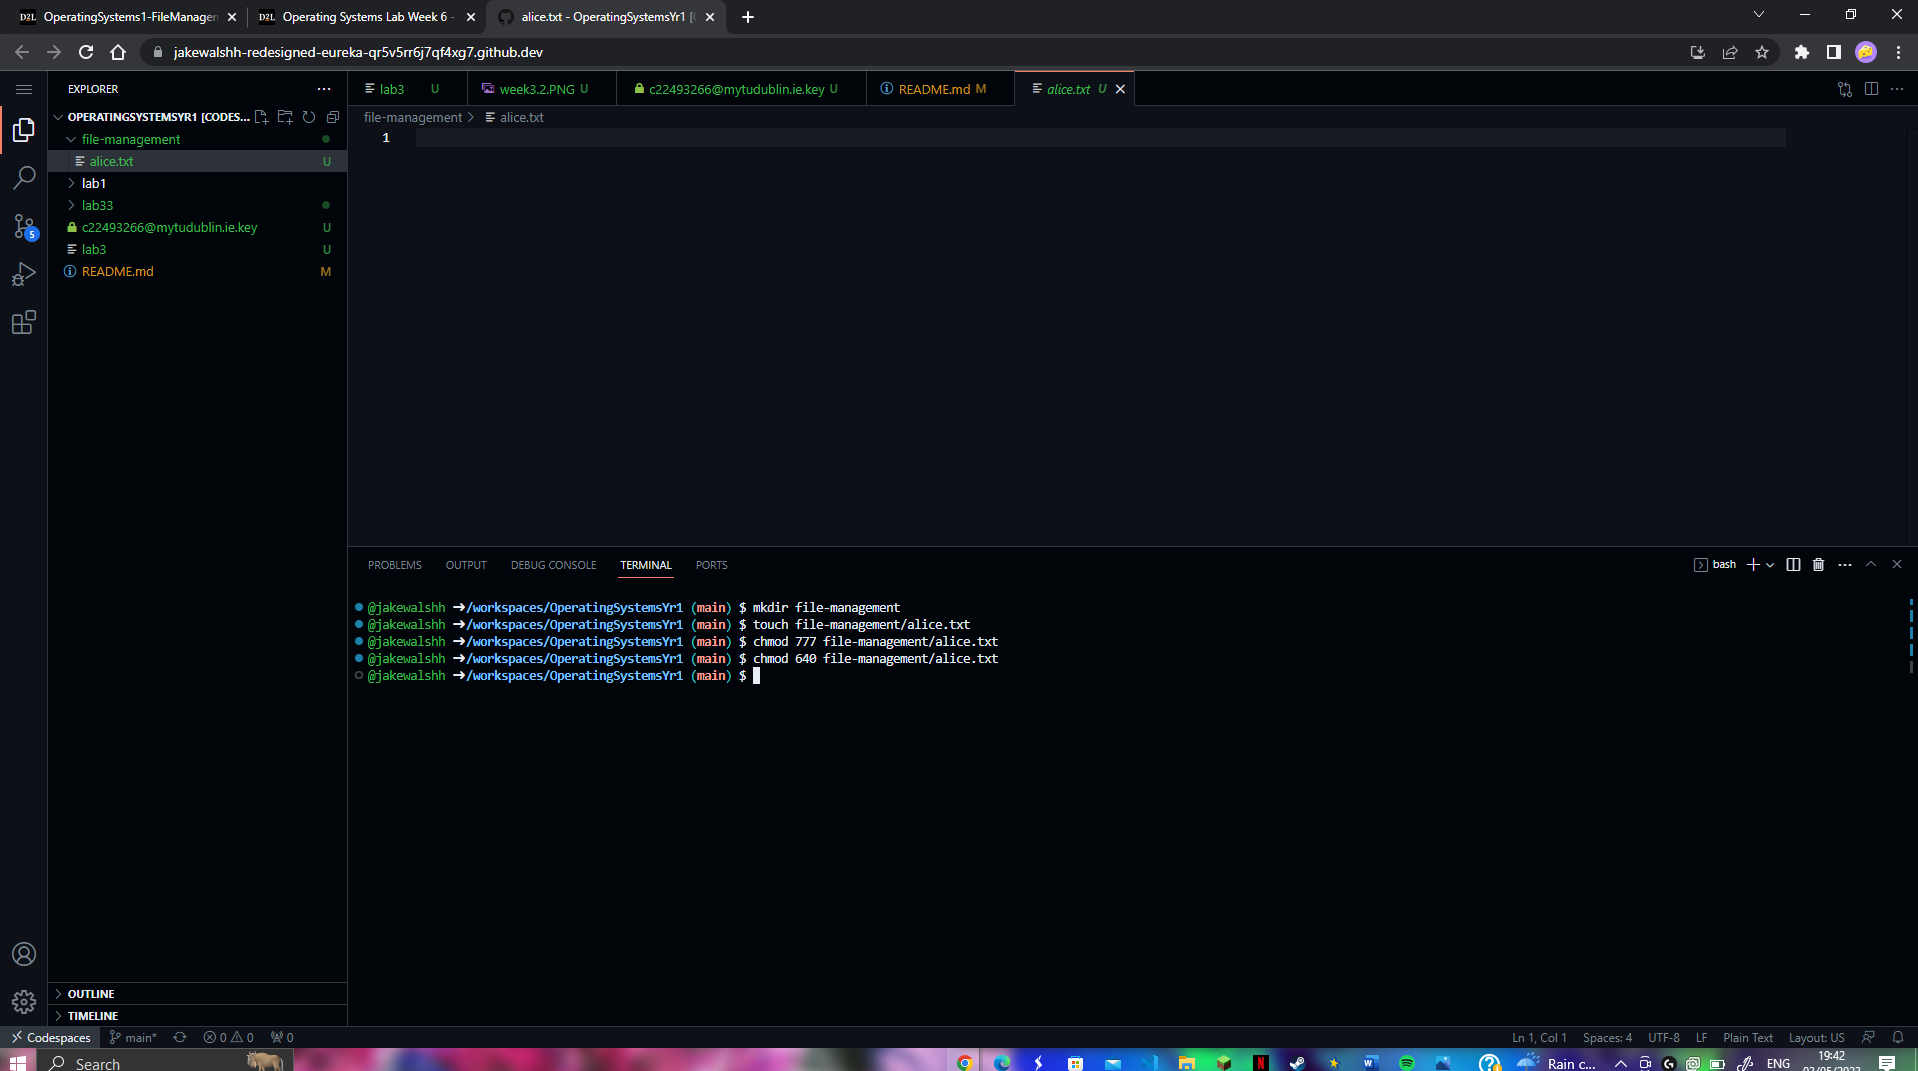 D2L OperatingSystems1-FileManagen
D2L Operating Systems Lab Week 6 -
alice.txt - OperatingSystemsYr1 [C
jakewalshh-redesigned-eureka-qr5v5rr6j7qf4xg7.github.dev
EXPLORER
OPERATINGSYSTEMSYR1 [CODES...
file-management
alice.txt U
lab1
lab33
c22493266@mytudublin.ie.key U
lab3 U
README.md M
5
OUTLINE
TIMELINE
lab3 U
week3.2.PNG U
c22493266@mytudublin.ie.key U
README.md M
alice.txt U
file-management > alice.txt
1
PROBLEMS OUTPUT DEBUG CONSOLE TERMINAL PORTS
bash
@jakewalshh ➜/workspaces/OperatingSystemsYr1 (main) $ mkdir file-management
@jakewalshh ➜/workspaces/OperatingSystemsYr1 (main) $ touch file-management/alice.txt
@jakewalshh ➜/workspaces/OperatingSystemsYr1 (main) $ chmod 777 file-management/alice.txt
@jakewalshh ➜/workspaces/OperatingSystemsYr1 (main) $ chmod 640 file-management/alice.txt
@jakewalshh ➜/workspaces/OperatingSystemsYr1 (main) $
Codespaces main* 0 0 0
Ln 1, Col 1 Spaces: 4 UTF-8 LF Plain Text Layout: US
Search
Rain c...
ENG
19:42